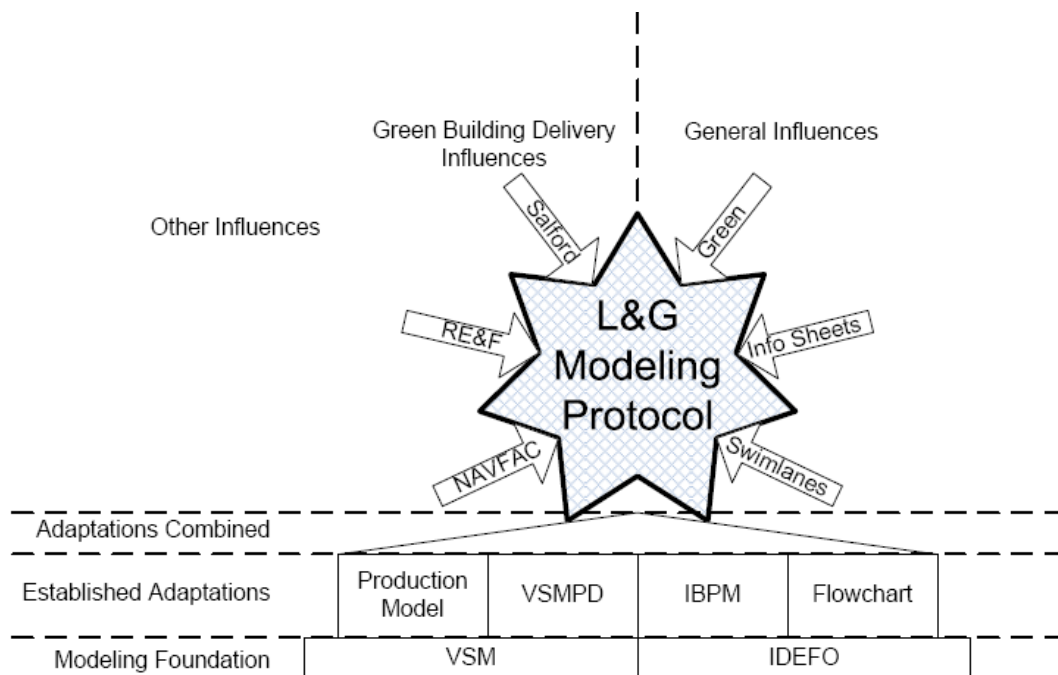 Green Building Delivery
Influences
General Influences
Other Influences
Salford
Green
RE&F
Info Sheets
NAVFAC
Swimlanes
L&G
Modeling
Protocol
Adaptations Combined
Established Adaptations
Production
Model
VSMPD
IBPM
Flowchart
Modeling Foundation
VSM
IDEFO